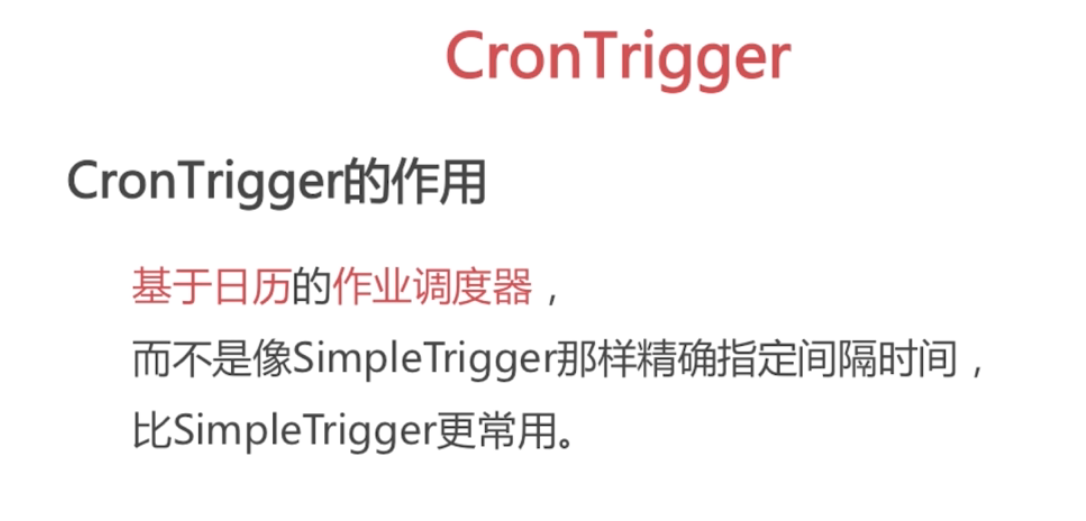 CronTrigger
CronTrigger的作用
基于日历的作业调度器，
而不是像SimpleTrigger那样精确指定间隔时间，
比SimpleTrigger更常用。